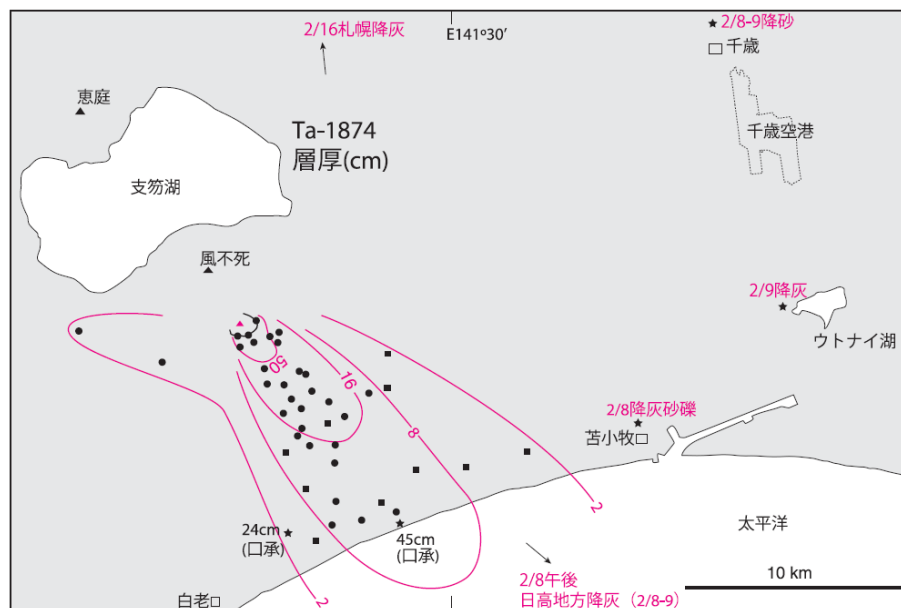 2/16札幌降灰
E141º30′
2/8-9降砂
千歳
恵庭
千歳空港
Ta-1874
層厚(cm)
支笏湖
風不死
2/9降灰
ウトナイ湖
50
16
8
2/8降灰砂礫
苫小牧
2
24cm
(口承)
45cm
(口承)
太平洋
2/8午後
日高地方降灰（2/8-9）
10 km
白老
2